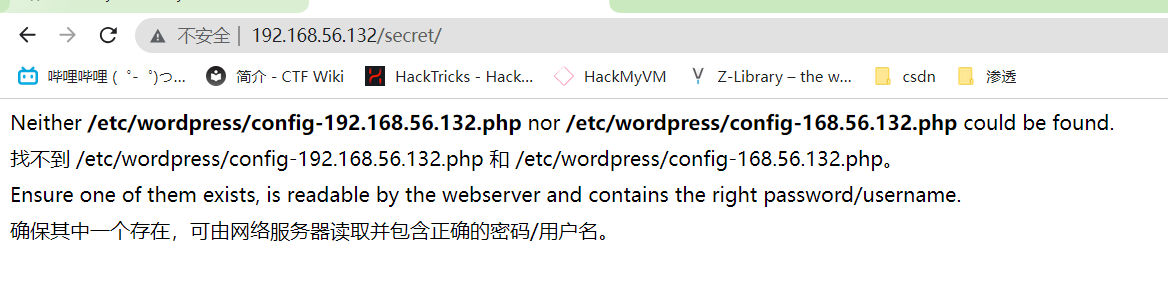 不安全 | 192.168.56.132/secret/
哔哩哔哩 ( ゜- ゜)つ... 简介 - CTF Wiki HackTricks - Hack... HackMyVM Z-Library – the w... csdn 渗透
Neither /etc/wordpress/config-192.168.56.132.php nor /etc/wordpress/config-168.56.132.php could be found.
找不到 /etc/wordpress/config-192.168.56.132.php 和 /etc/wordpress/config-168.56.132.php。
Ensure one of them exists, is readable by the webserver and contains the right password/username.
确保其中一个存在，可由网络服务器读取并包含正确的密码/用户名。